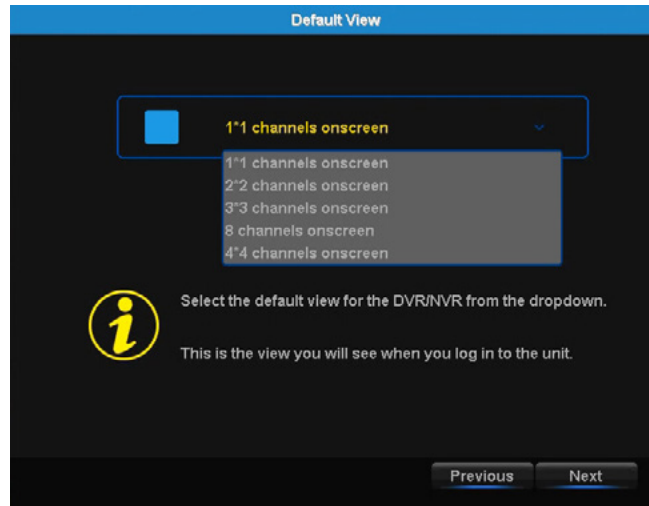 Default View
1*1 channels onscreen
1*1 channels onscreen
2*2 channels onscreen
3*3 channels onscreen
8 channels onscreen
4*4 channels onscreen
Select the default view for the DVR/NVR from the dropdown.
This is the view you will see when you log in to the unit.
Previous Next